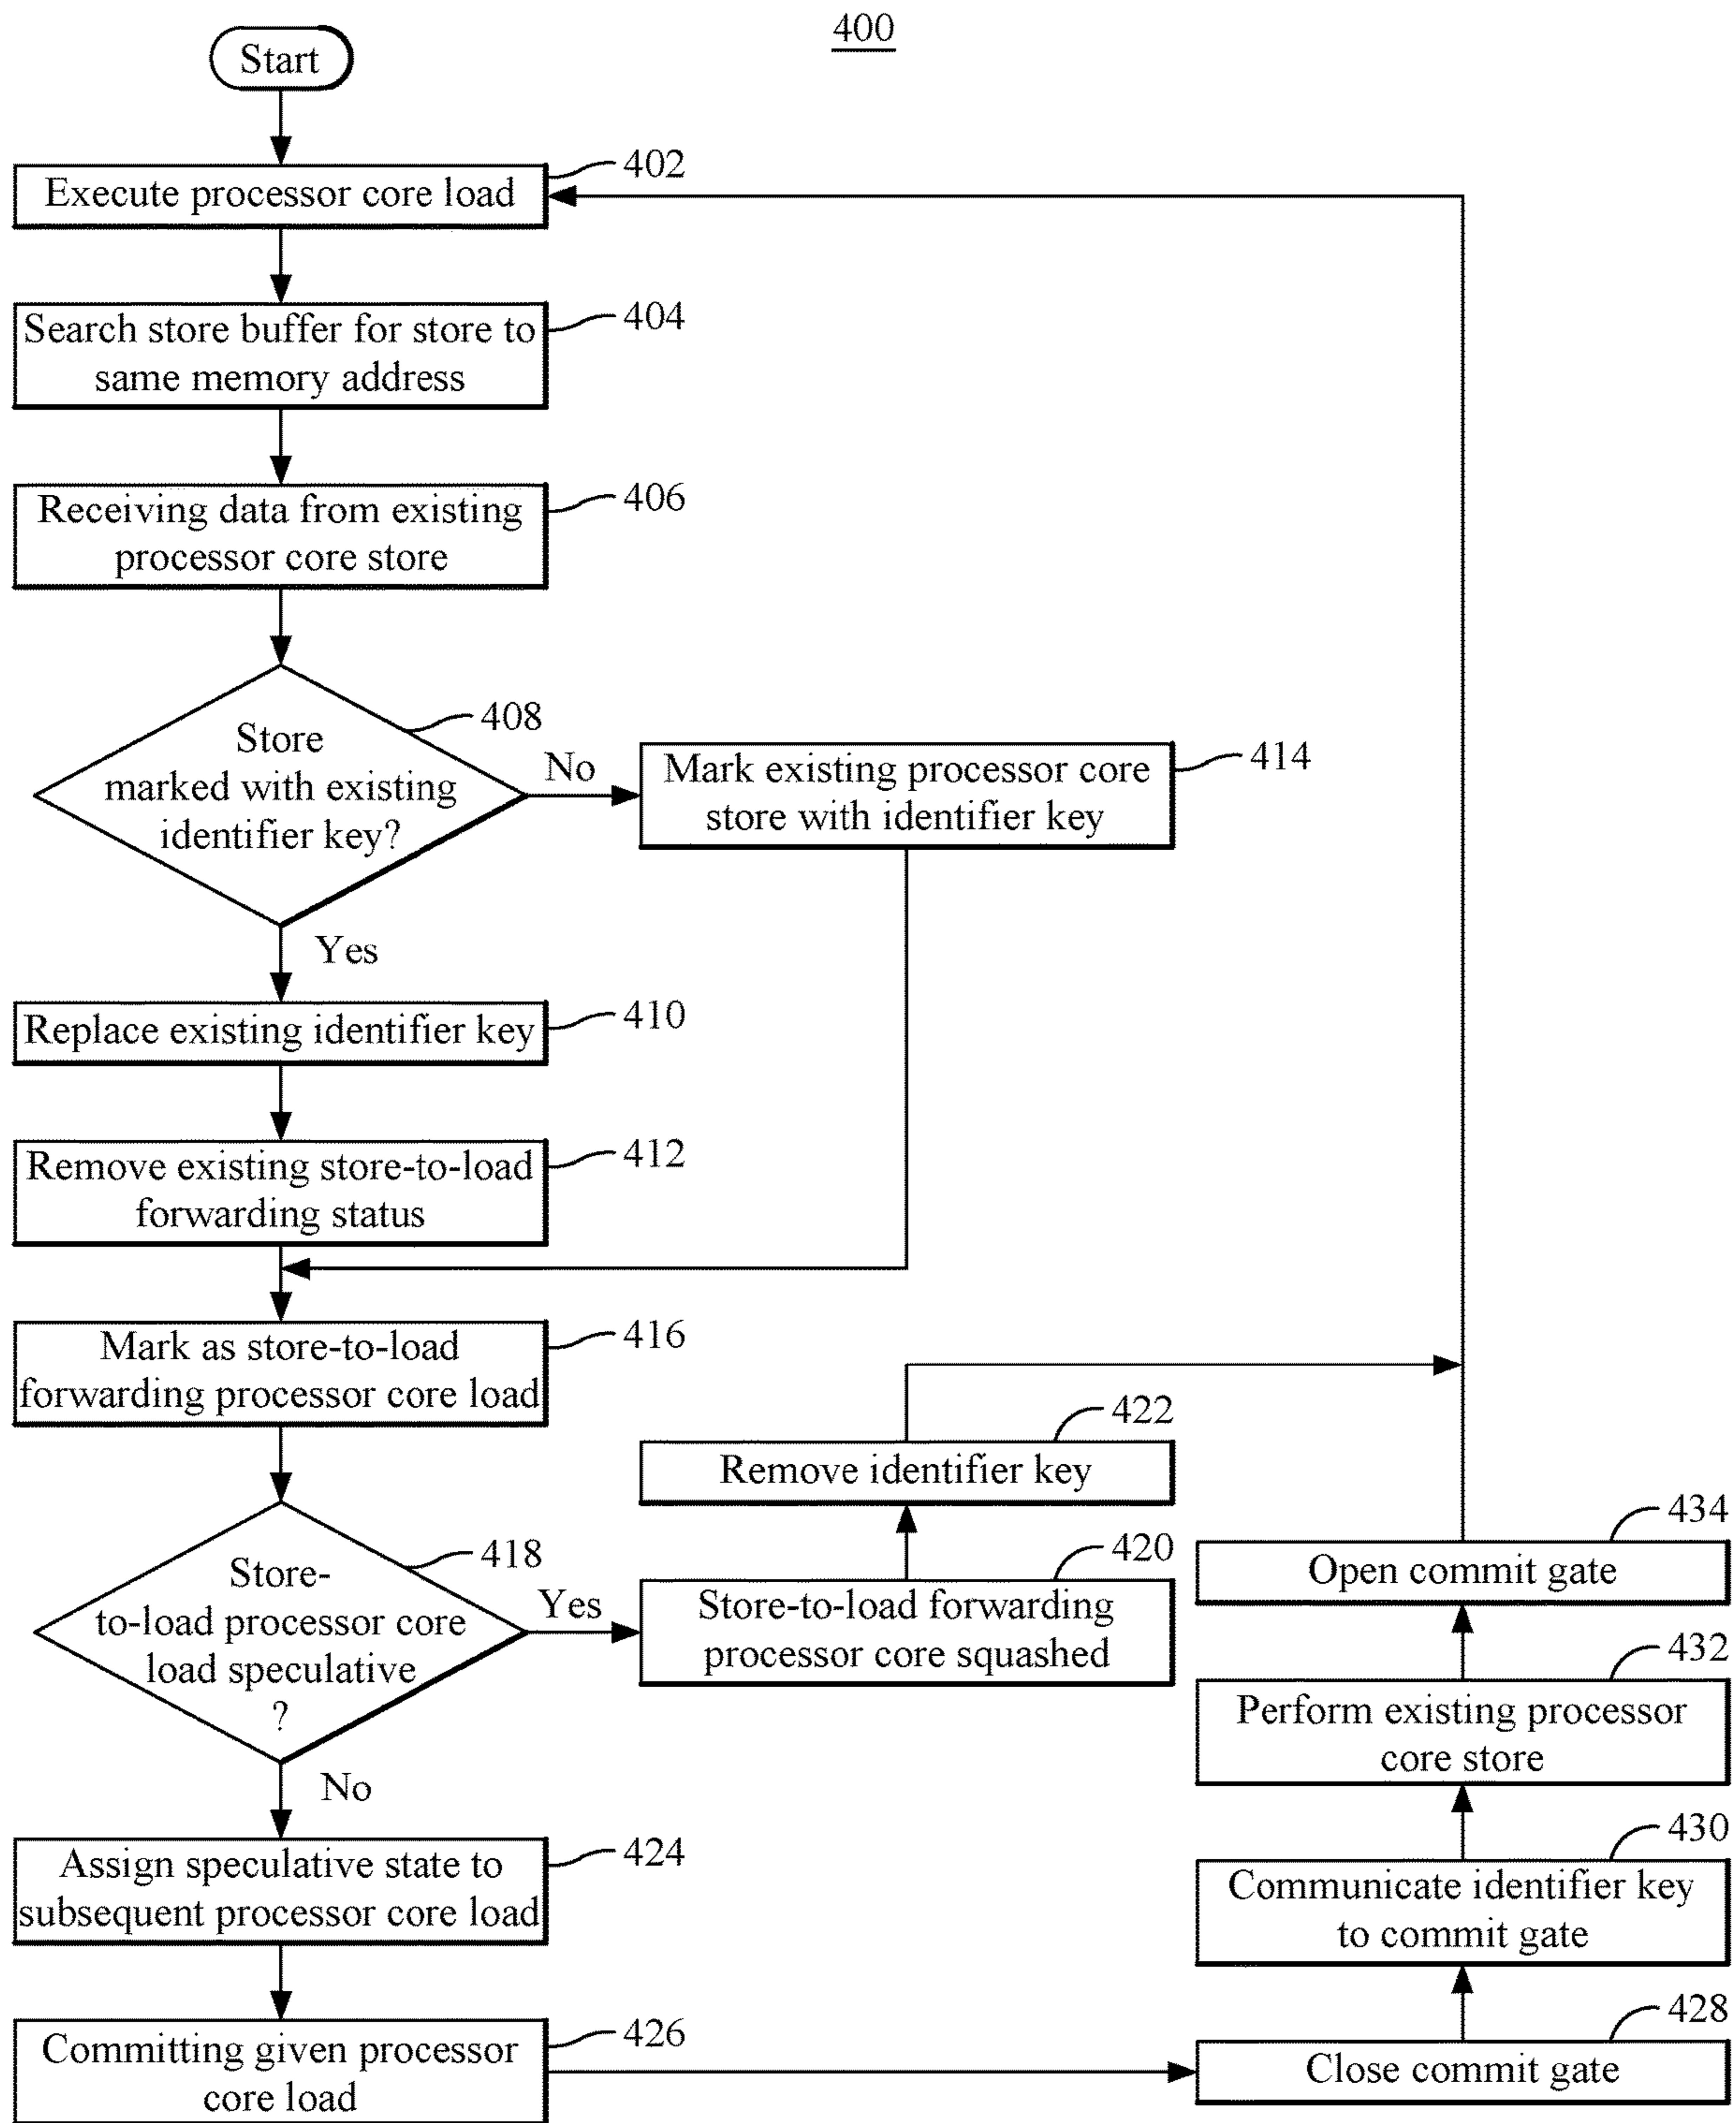 400
Start
402
Execute processor core load
404
Search store buffer for store to
same memory address
406
Receiving data from existing
processor core store
408
Store
marked with existing
identifier key?
No
414
Mark existing processor core
store with identifier key
Yes
410
Replace existing identifier key
412
Remove existing store-to-load
forwarding status
416
Mark as store-to-load
forwarding processor core load
418
Store-
to-load processor core
load speculative
?
Yes
420
Store-to-load forwarding
processor core squashed
422
Remove identifier key
No
424
Assign speculative state to
subsequent processor core load
426
Committing given processor
core load
428
Close commit gate
430
Communicate identifier key
to commit gate
432
Perform existing processor
core store
434
Open commit gate